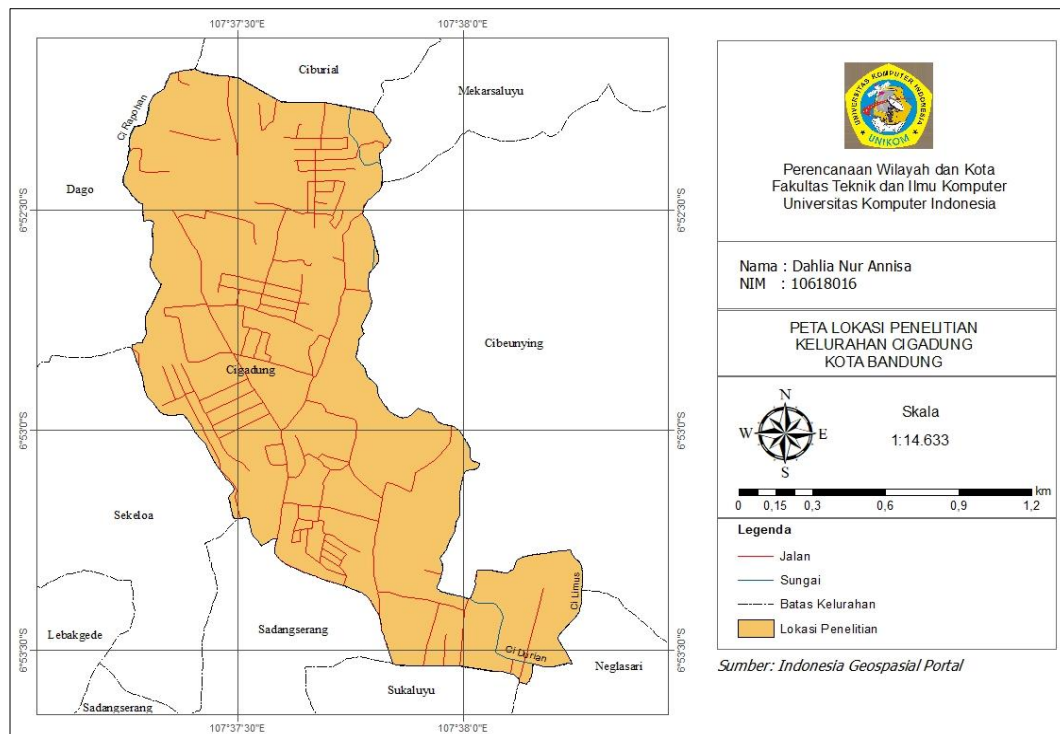 107°37'30"E
107°38'0"E
Ciburial
Mekarsaluyu
Ci Rapohan
Dago
6°52'30"S
6°52'30"S
Cibeunying
Cigadung
6°53'0"S
6°53'0"S
Sekeloa
Ci Limus
Lebakgede
Sadangserang
6°53'30"S
6°53'30"S
Ci Durian
Neglasari
Sukaluyu
Sadangserang
107°37'30"E
107°38'0"E
UNIVERSITAS KOMPUTER INDONESIA
UNIKOM
Perencanaan Wilayah dan Kota
Fakultas Teknik dan Ilmu Komputer
Universitas Komputer Indonesia
Nama : Dahlia Nur Annisa
NIM : 10618016
PETA LOKASI PENELITIAN
KELURAHAN CIGADUNG
KOTA BANDUNG
N
W
E
S
Skala
1:14.633
km
0 0,15 0,3 0,6 0,9 1,2
Legenda
Jalan
Sungai
Batas Kelurahan
Lokasi Penelitian
Sumber: Indonesia Geospasial Portal